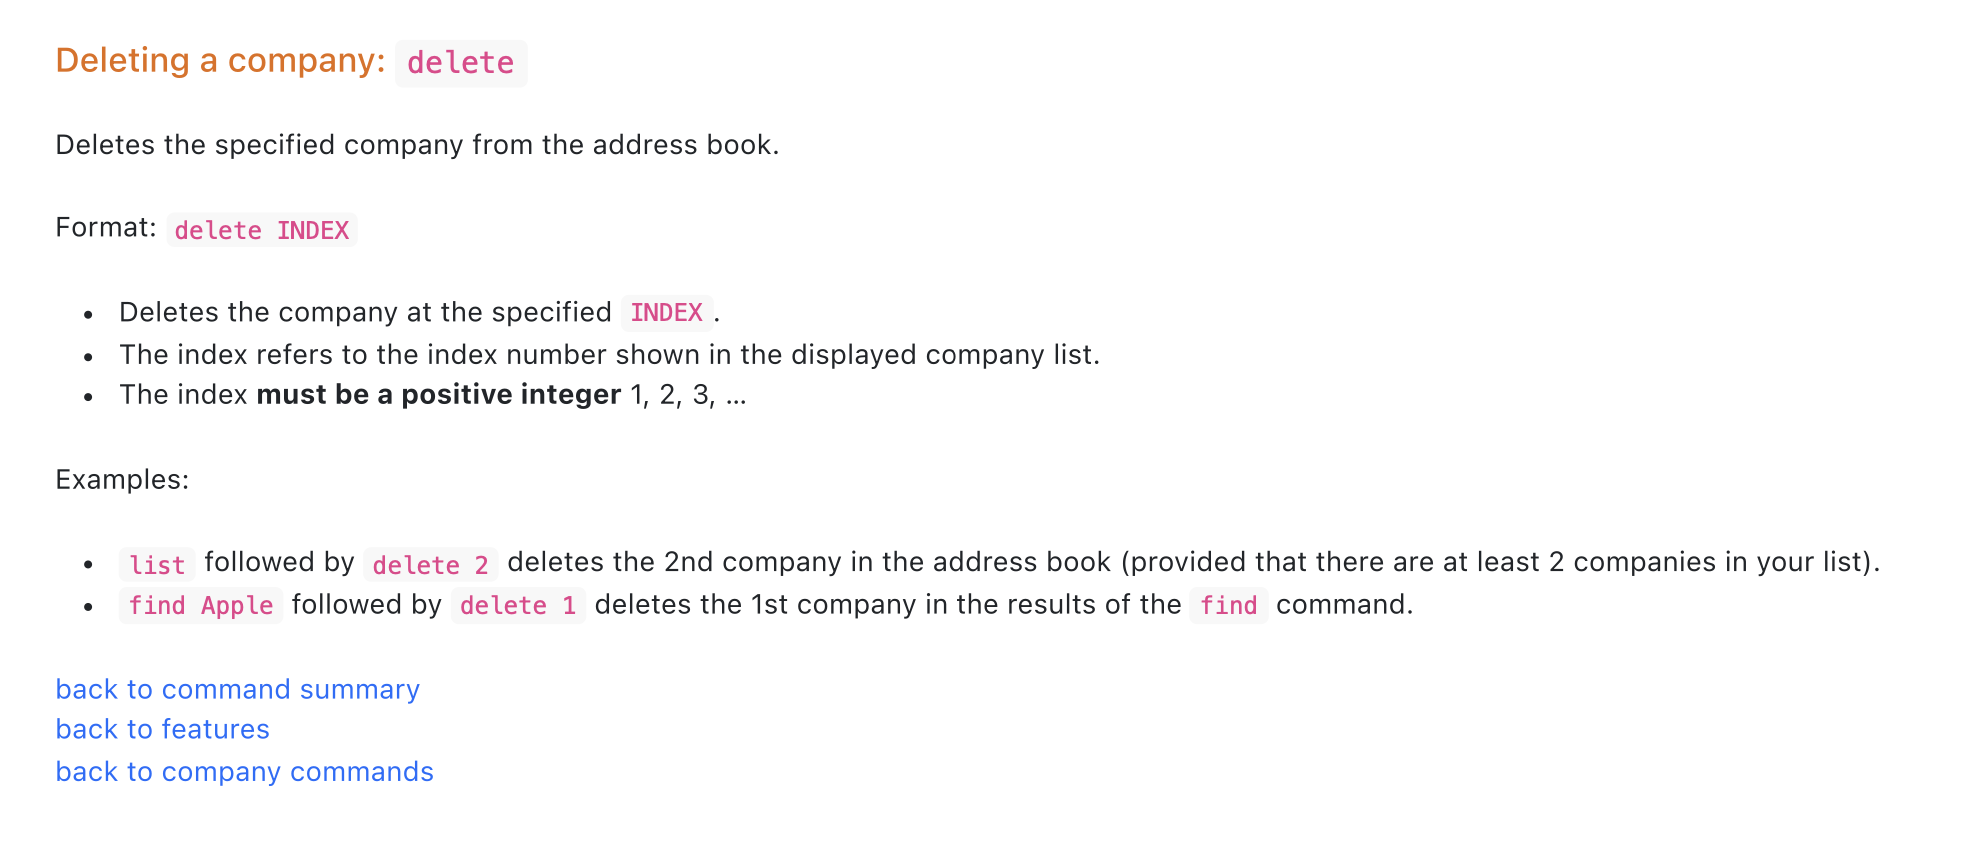 Deleting a company: delete
Deletes the specified company from the address book.
Format: delete INDEX
• Deletes the company at the specified INDEX .
• The index refers to the index number shown in the displayed company list.
• The index must be a positive integer 1, 2, 3, …
Examples:
• list followed by delete 2 deletes the 2nd company in the address book (provided that there are at least 2 companies in your list).
• find Apple followed by delete 1 deletes the 1st company in the results of the find command.
back to command summary
back to features
back to company commands